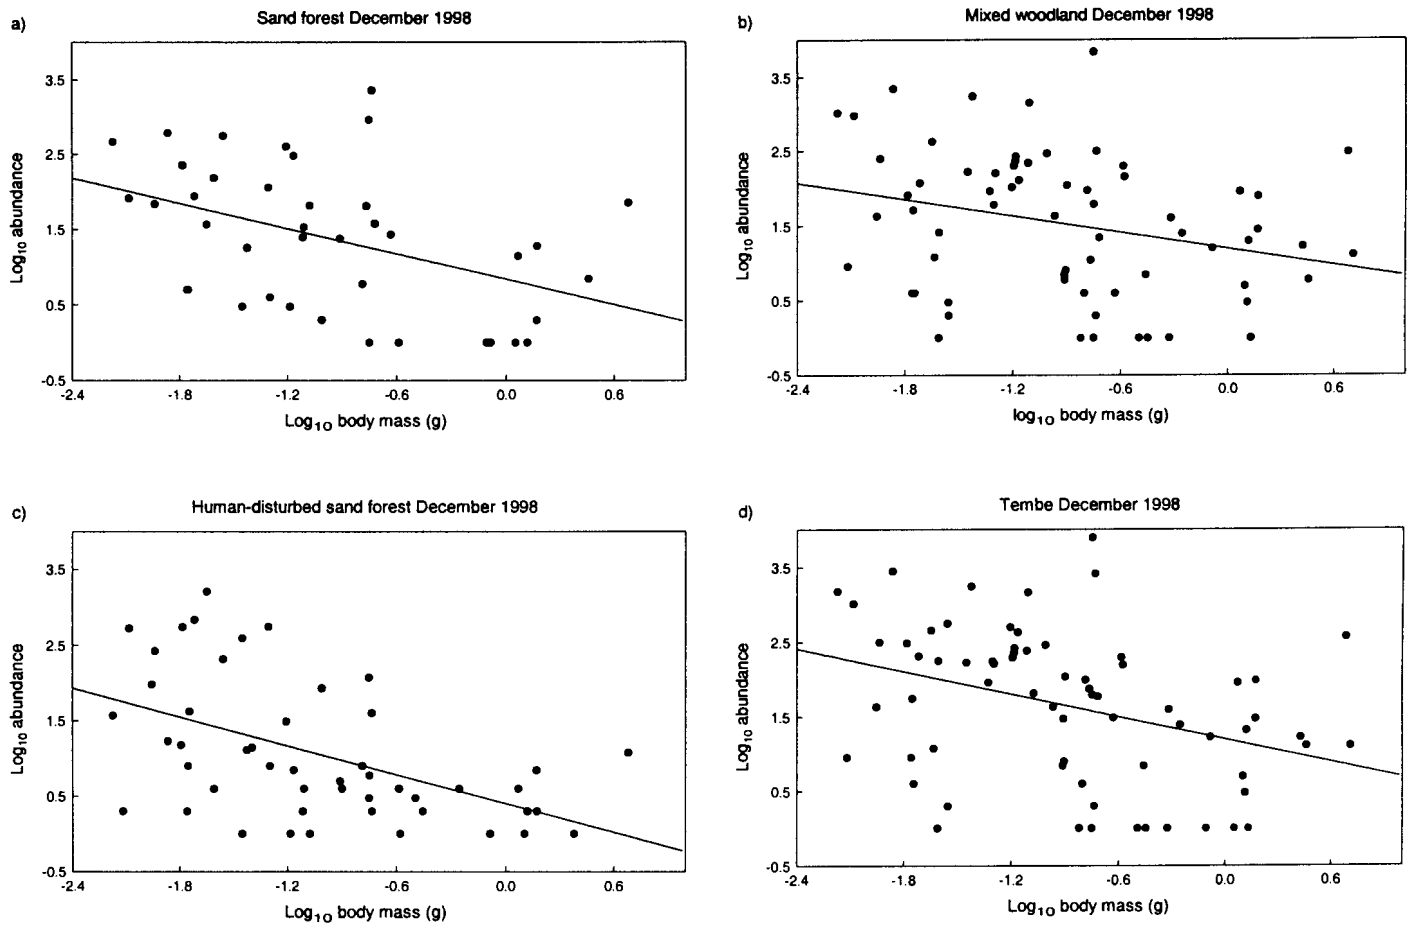 a)
Sand forest December 1998
3.5
2.5
1.5
0.5
-0.5
-2.4 -1.8 -1.2 -0.6 0.0 0.6
Log10 abundance
Log10 body mass (g)
b)
Mixed woodland December 1998
3.5
2.5
1.5
0.5
-0.5
-2.4 -1.8 -1.2 -0.6 0.0 0.6
Log10 abundance
log10 body mass (g)
c)
Human-disturbed sand forest December 1998
3.5
2.5
1.5
0.5
-0.5
-2.4 -1.8 -1.2 -0.6 0.0 0.6
Log10 abundance
Log10 body mass (g)
d)
Tembe December 1998
3.5
2.5
1.5
0.5
-0.5
-2.4 -1.8 -1.2 -0.6 0.0 0.6
Log10 abundance
Log10 body mass (g)